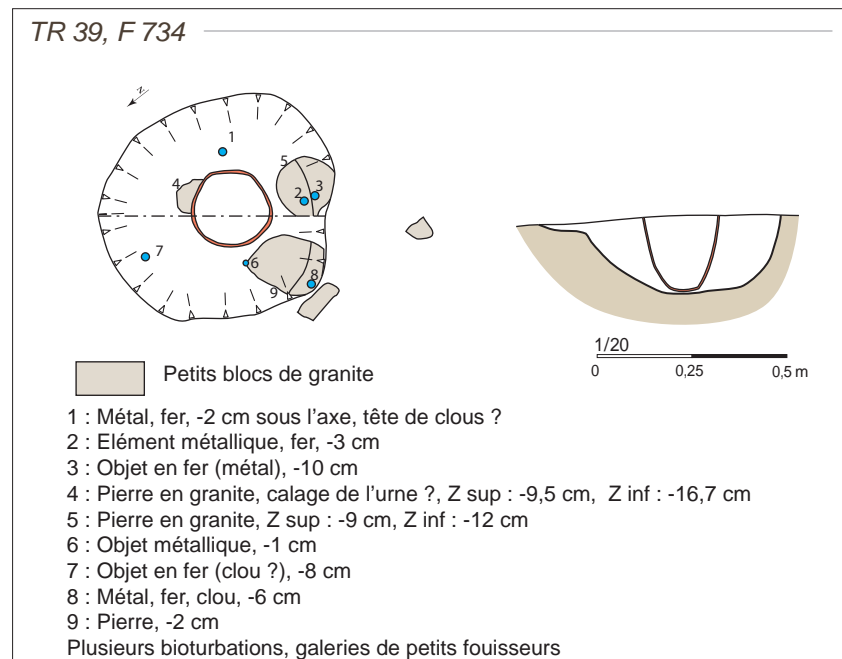 TR 39, F 734
N
1
5
4
2
3
7
6
8
9
1/20
0 0,25 0,5 m
Petits blocs de granite
1 : Métal, fer, -2 cm sous l'axe, tête de clous ?
2 : Elément métallique, fer, -3 cm
3 : Objet en fer (métal), -10 cm
4 : Pierre en granite, calage de l'urne ?, Z sup : -9,5 cm, Z inf : -16,7 cm
5 : Pierre en granite, Z sup : -9 cm, Z inf : -12 cm
6 : Objet métallique, -1 cm
7 : Objet en fer (clou ?), -8 cm
8 : Métal, fer, clou, -6 cm
9 : Pierre, -2 cm
Plusieurs bioturbations, galeries de petits fouisseurs